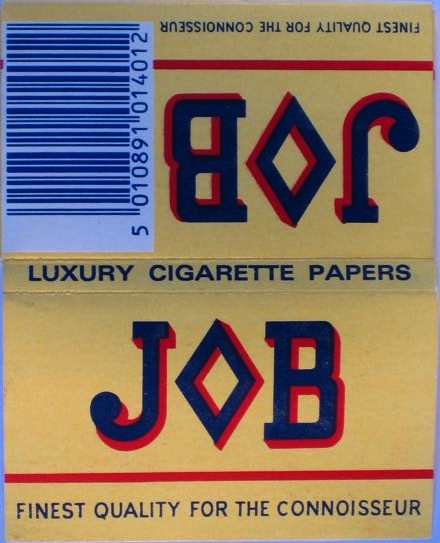 FINEST QUALITY FOR THE CONNOISSEUR
JOB
5 010891 014012
LUXURY CIGARETTE PAPERS
JOB
FINEST QUALITY FOR THE CONNOISSEUR